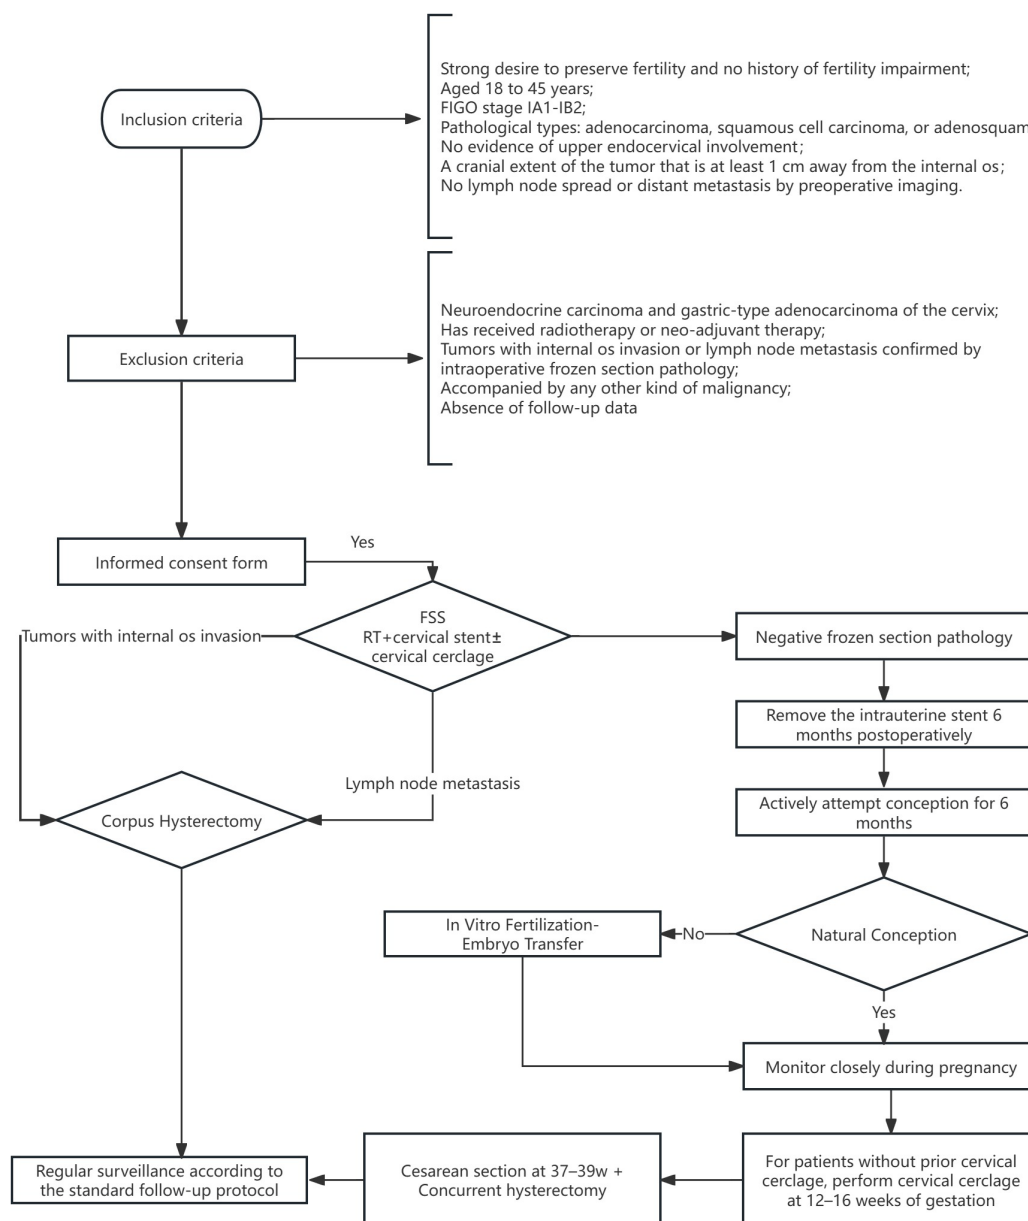 Inclusion criteria
Strong desire to preserve fertility and no history of fertility impairment;
Aged 18 to 45 years;
FIGO stage IA1-IB2;
Pathological types: adenocarcinoma, squamous cell carcinoma, or adenosquam
No evidence of upper endocervical involvement;
A cranial extent of the tumor that is at least 1 cm away from the internal os;
No lymph node spread or distant metastasis by preoperative imaging.
Exclusion criteria
Neuroendocrine carcinoma and gastric-type adenocarcinoma of the cervix;
Has received radiotherapy or neo-adjuvant therapy;
Tumors with internal os invasion or lymph node metastasis confirmed by
intraoperative frozen section pathology;
Accompanied by any other kind of malignancy;
Absence of follow-up data
Informed consent form
Yes
FSS
RT+cervical stent±
cervical cerclage
Tumors with internal os invasion
Negative frozen section pathology
Remove the intrauterine stent 6
months postoperatively
Lymph node metastasis
Corpus Hysterectomy
Actively attempt conception for 6
months
In Vitro Fertilization-
Embryo Transfer
No
Natural Conception
Yes
Monitor closely during pregnancy
For patients without prior cervical
cerclage, perform cervical cerclage
at 12–16 weeks of gestation
Cesarean section at 37–39w +
Concurrent hysterectomy
Regular surveillance according to
the standard follow-up protocol